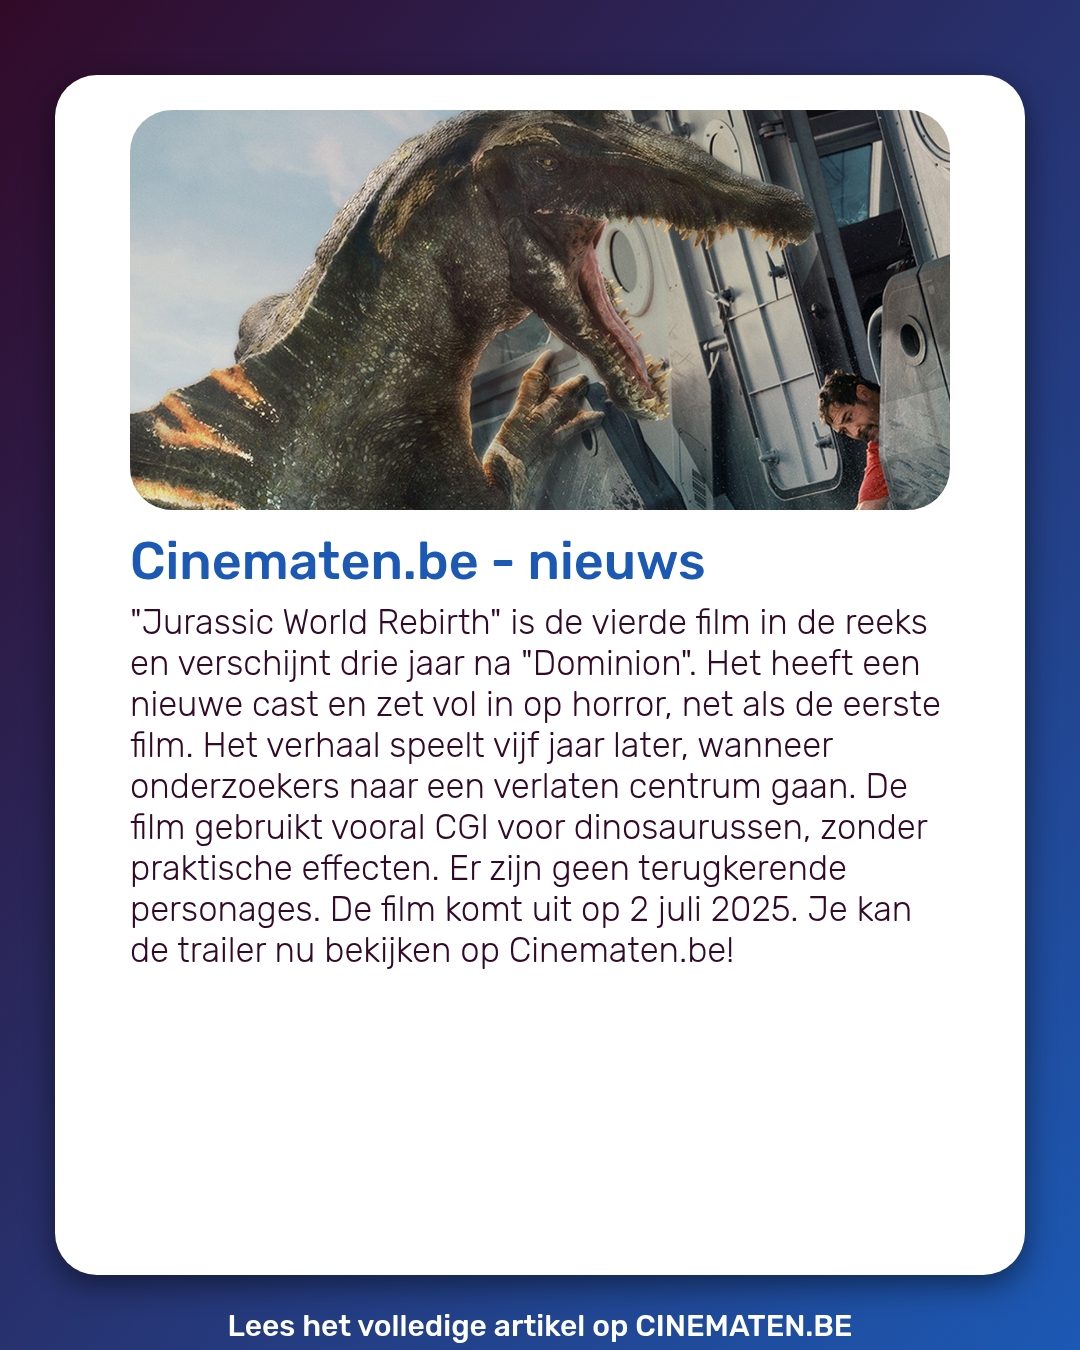 Cinematen.be - nieuws
"Jurassic World Rebirth" is de vierde film in de reeks
en verschijnt drie jaar na "Dominion". Het heeft een
nieuwe cast en zet vol in op horror, net als de eerste
film. Het verhaal speelt vijf jaar later, wanneer
onderzoekers naar een verlaten centrum gaan. De
film gebruikt vooral CGI voor dinosaurussen, zonder
praktische effecten. Er zijn geen terugkerende
personages. De film komt uit op 2 juli 2025. Je kan
de trailer nu bekijken op Cinematen.be!
Lees het volledige artikel op CINEMATEN.BE